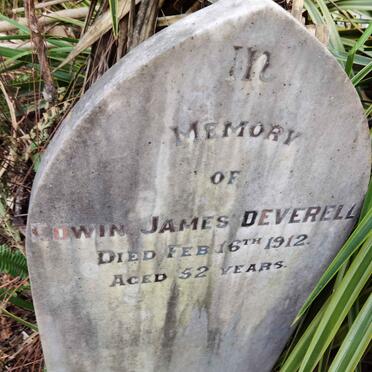 In
MEMORY
OF
EDWIN JAMES DEVERELL
DIED FEB 16TH 1912.
AGED 52 YEARS.